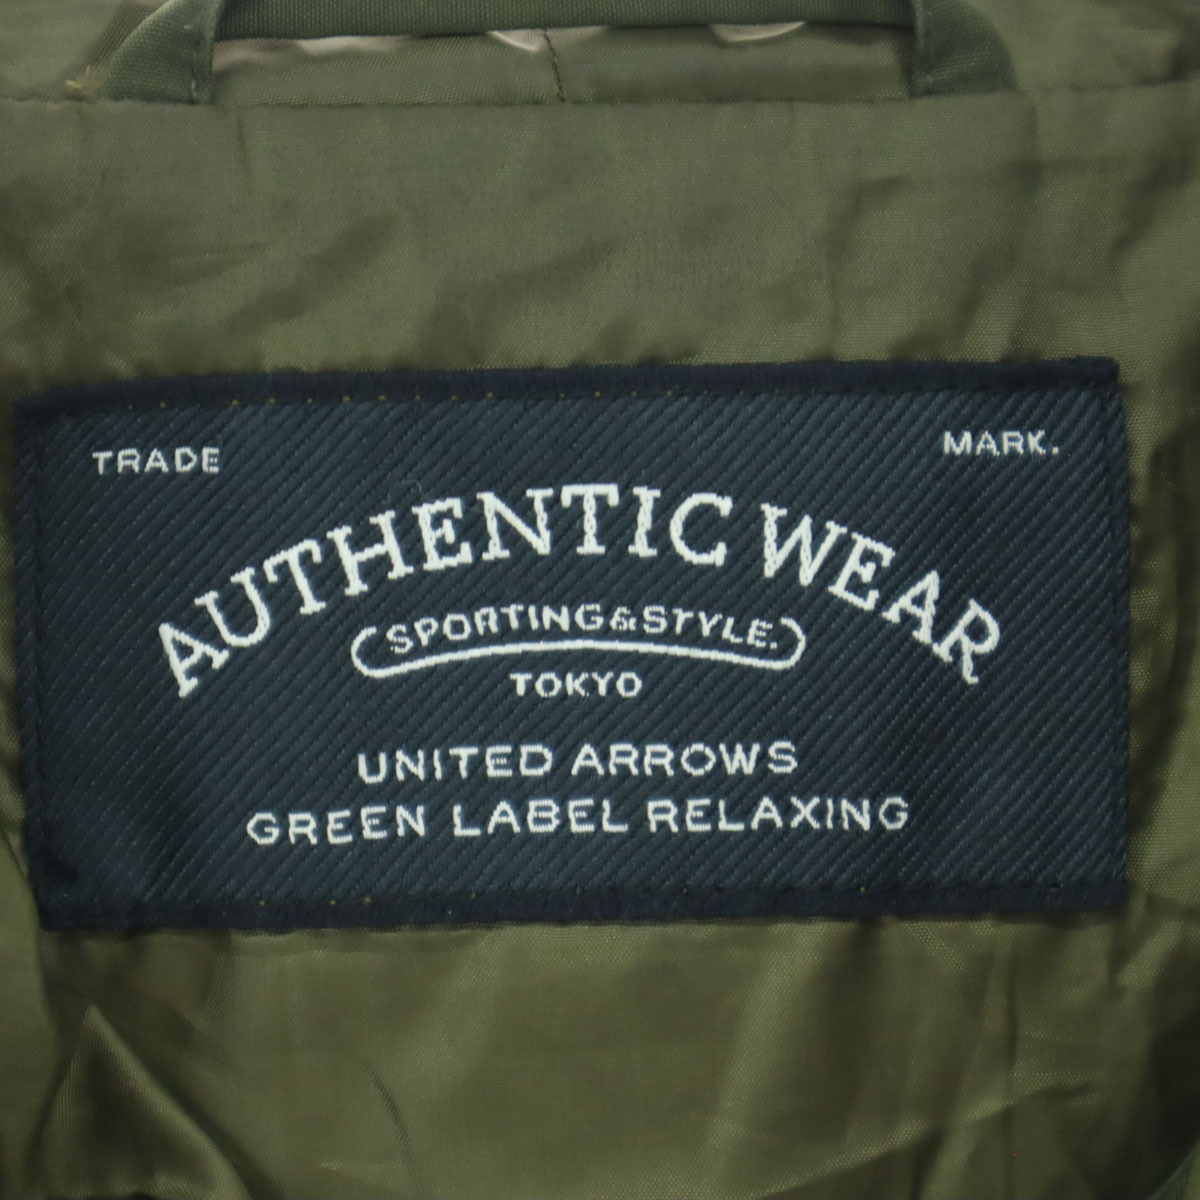 TRADE MARK.
AUTHENTIC WEAR
SPORTING&STYLE.
TOKYO
UNITED ARROWS
GREEN LABEL RELAXING